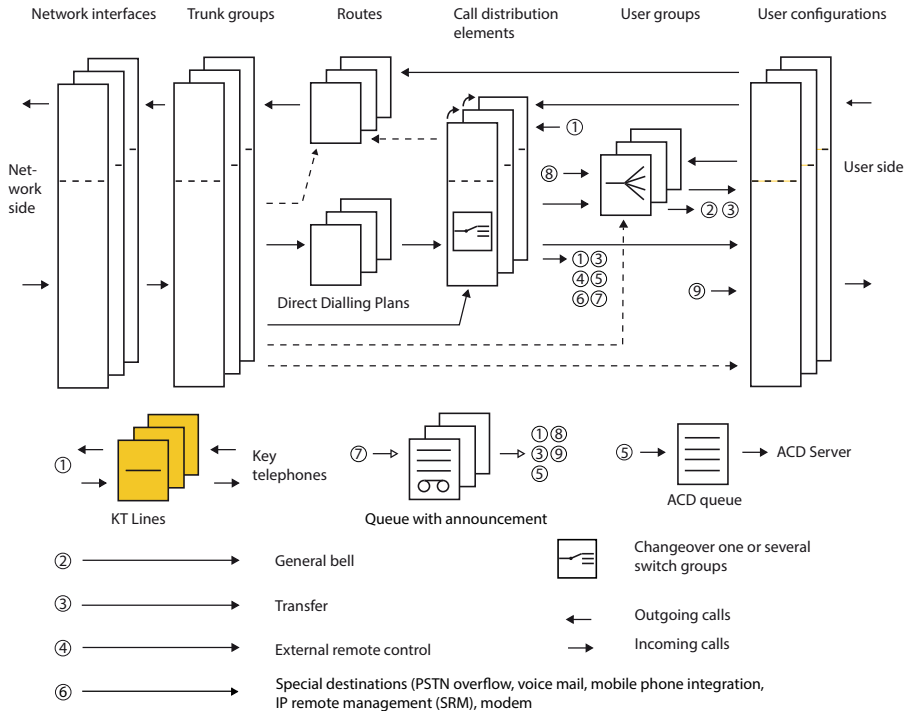 Network interfaces
Trunk groups
Routes
Call distribution
elements
User groups
User configurations
①
Net-
work
side
⑧
User side
② ③
① ③
④ ⑤
⑥ ⑦
⑨
Direct Dialling Plans
①
Key
telephones
KT Lines
⑦
① ⑧
③ ⑨
⑤
Queue with announcement
⑤
ACD Server
ACD queue
② General bell
Changeover one or several
switch groups
③ Transfer
Outgoing calls
④ External remote control
Incoming calls
⑥ Special destinations (PSTN overflow, voice mail, mobile phone integration,
IP remote management (SRM), modem